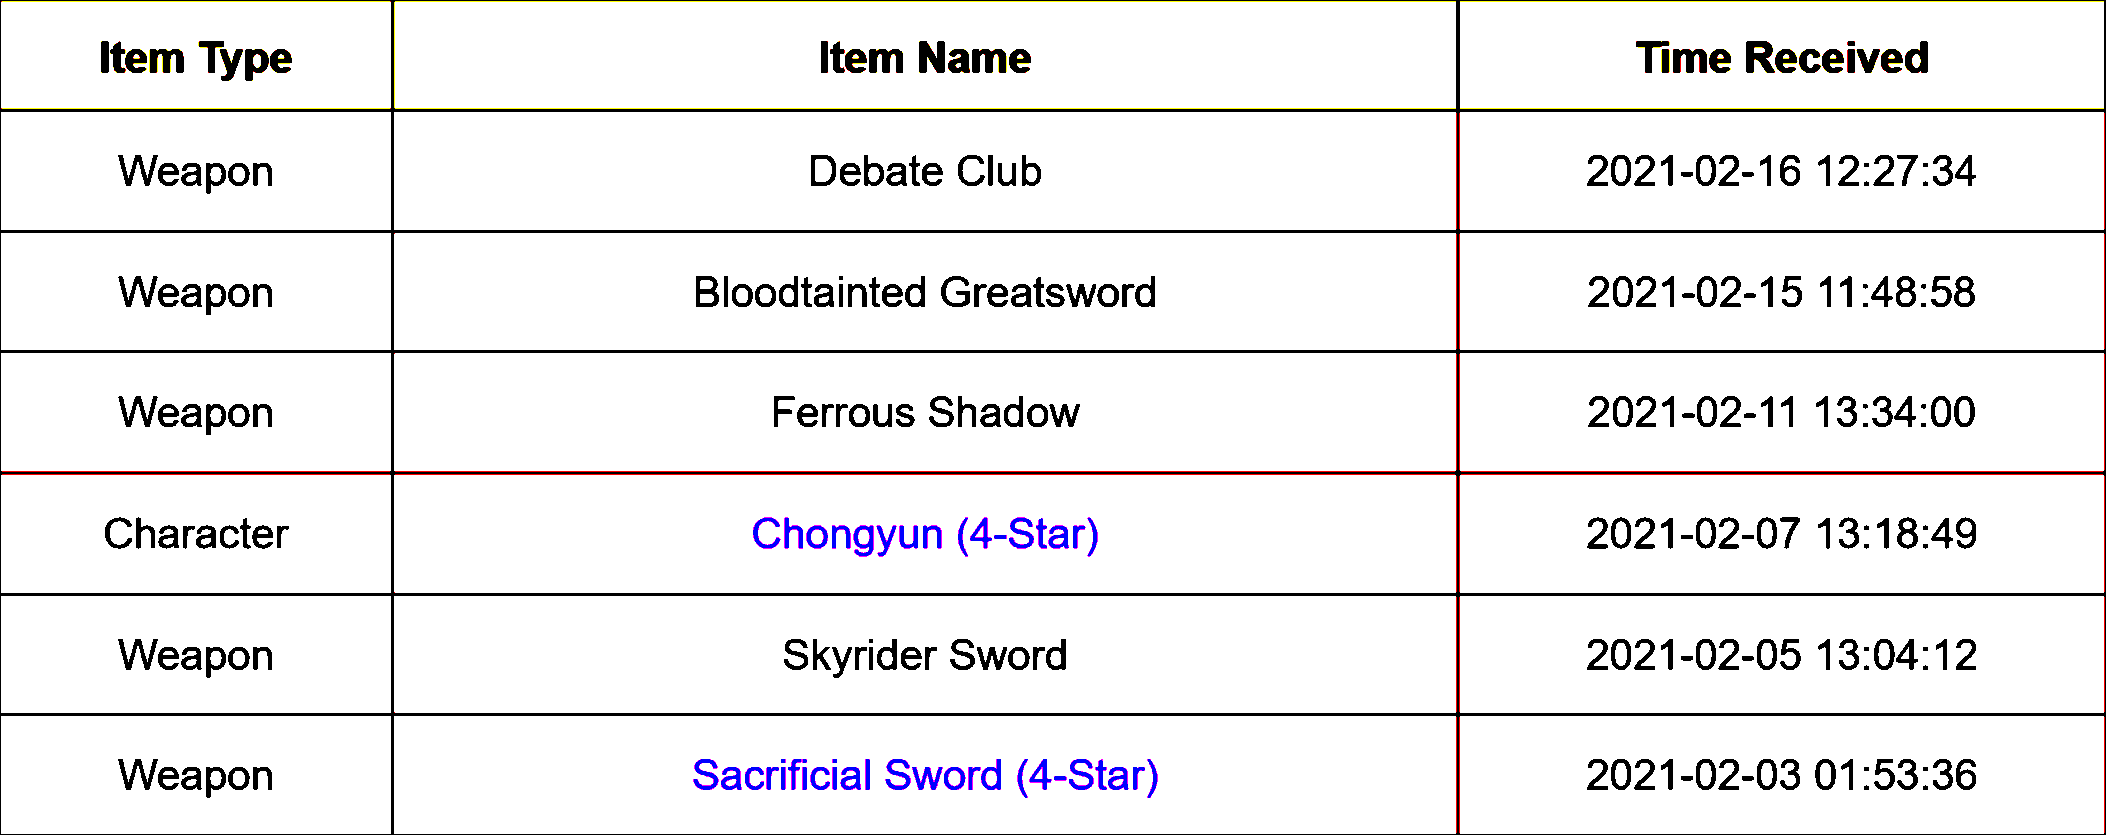 Item Type Item Name Time Received
Weapon Debate Club 2021-02-16 12:27:34
Weapon Bloodtainted Greatsword 2021-02-15 11:48:58
Weapon Ferrous Shadow 2021-02-11 13:34:00
Character Chongyun (4-Star) 2021-02-07 13:18:49
Weapon Skyrider Sword 2021-02-05 13:04:12
Weapon Sacrificial Sword (4-Star) 2021-02-03 01:53:36